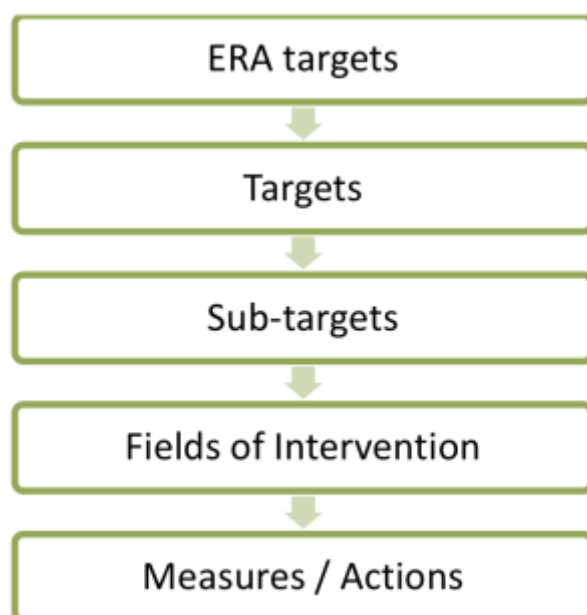 ERA targets
Targets
Sub-targets
Fields of Intervention
Measures / Actions